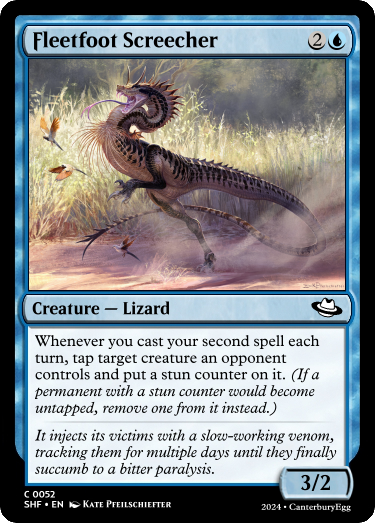 Fleetfoot Screecher 2
Creature — Lizard
Whenever you cast your second spell each
turn, tap target creature an opponent
controls and put a stun counter on it. (If a
permanent with a stun counter would become
untapped, remove one from it instead.)
It injects its victims with a slow-working venom,
tracking them for multiple days until they finally
succumb to a bitter paralysis.
3/2
C 0052
SHF • EN Kate Pfeilschiefter
2024 • CanterburyEgg